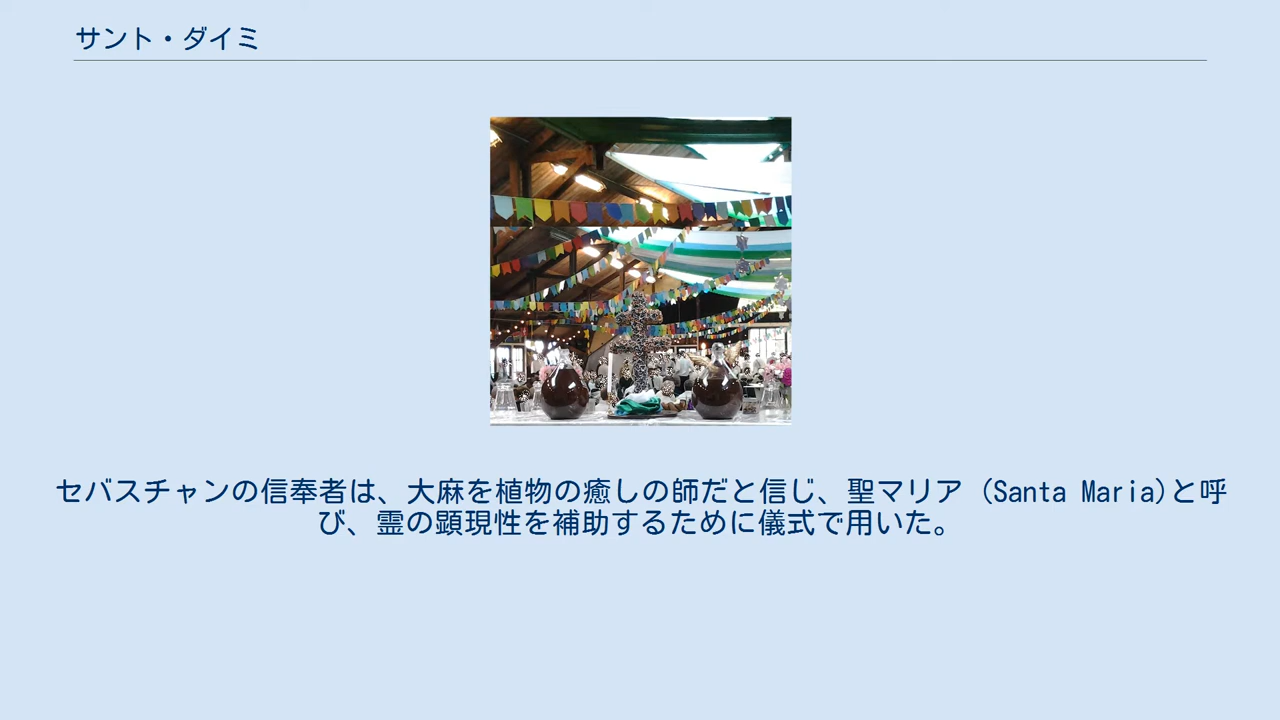 サント・ダイミ
セバスチャンの信奉者は、大麻を植物の癒しの師だと信じ、聖マリア (Santa Maria)と呼
び、霊の顕現性を補助するために儀式で用いた。